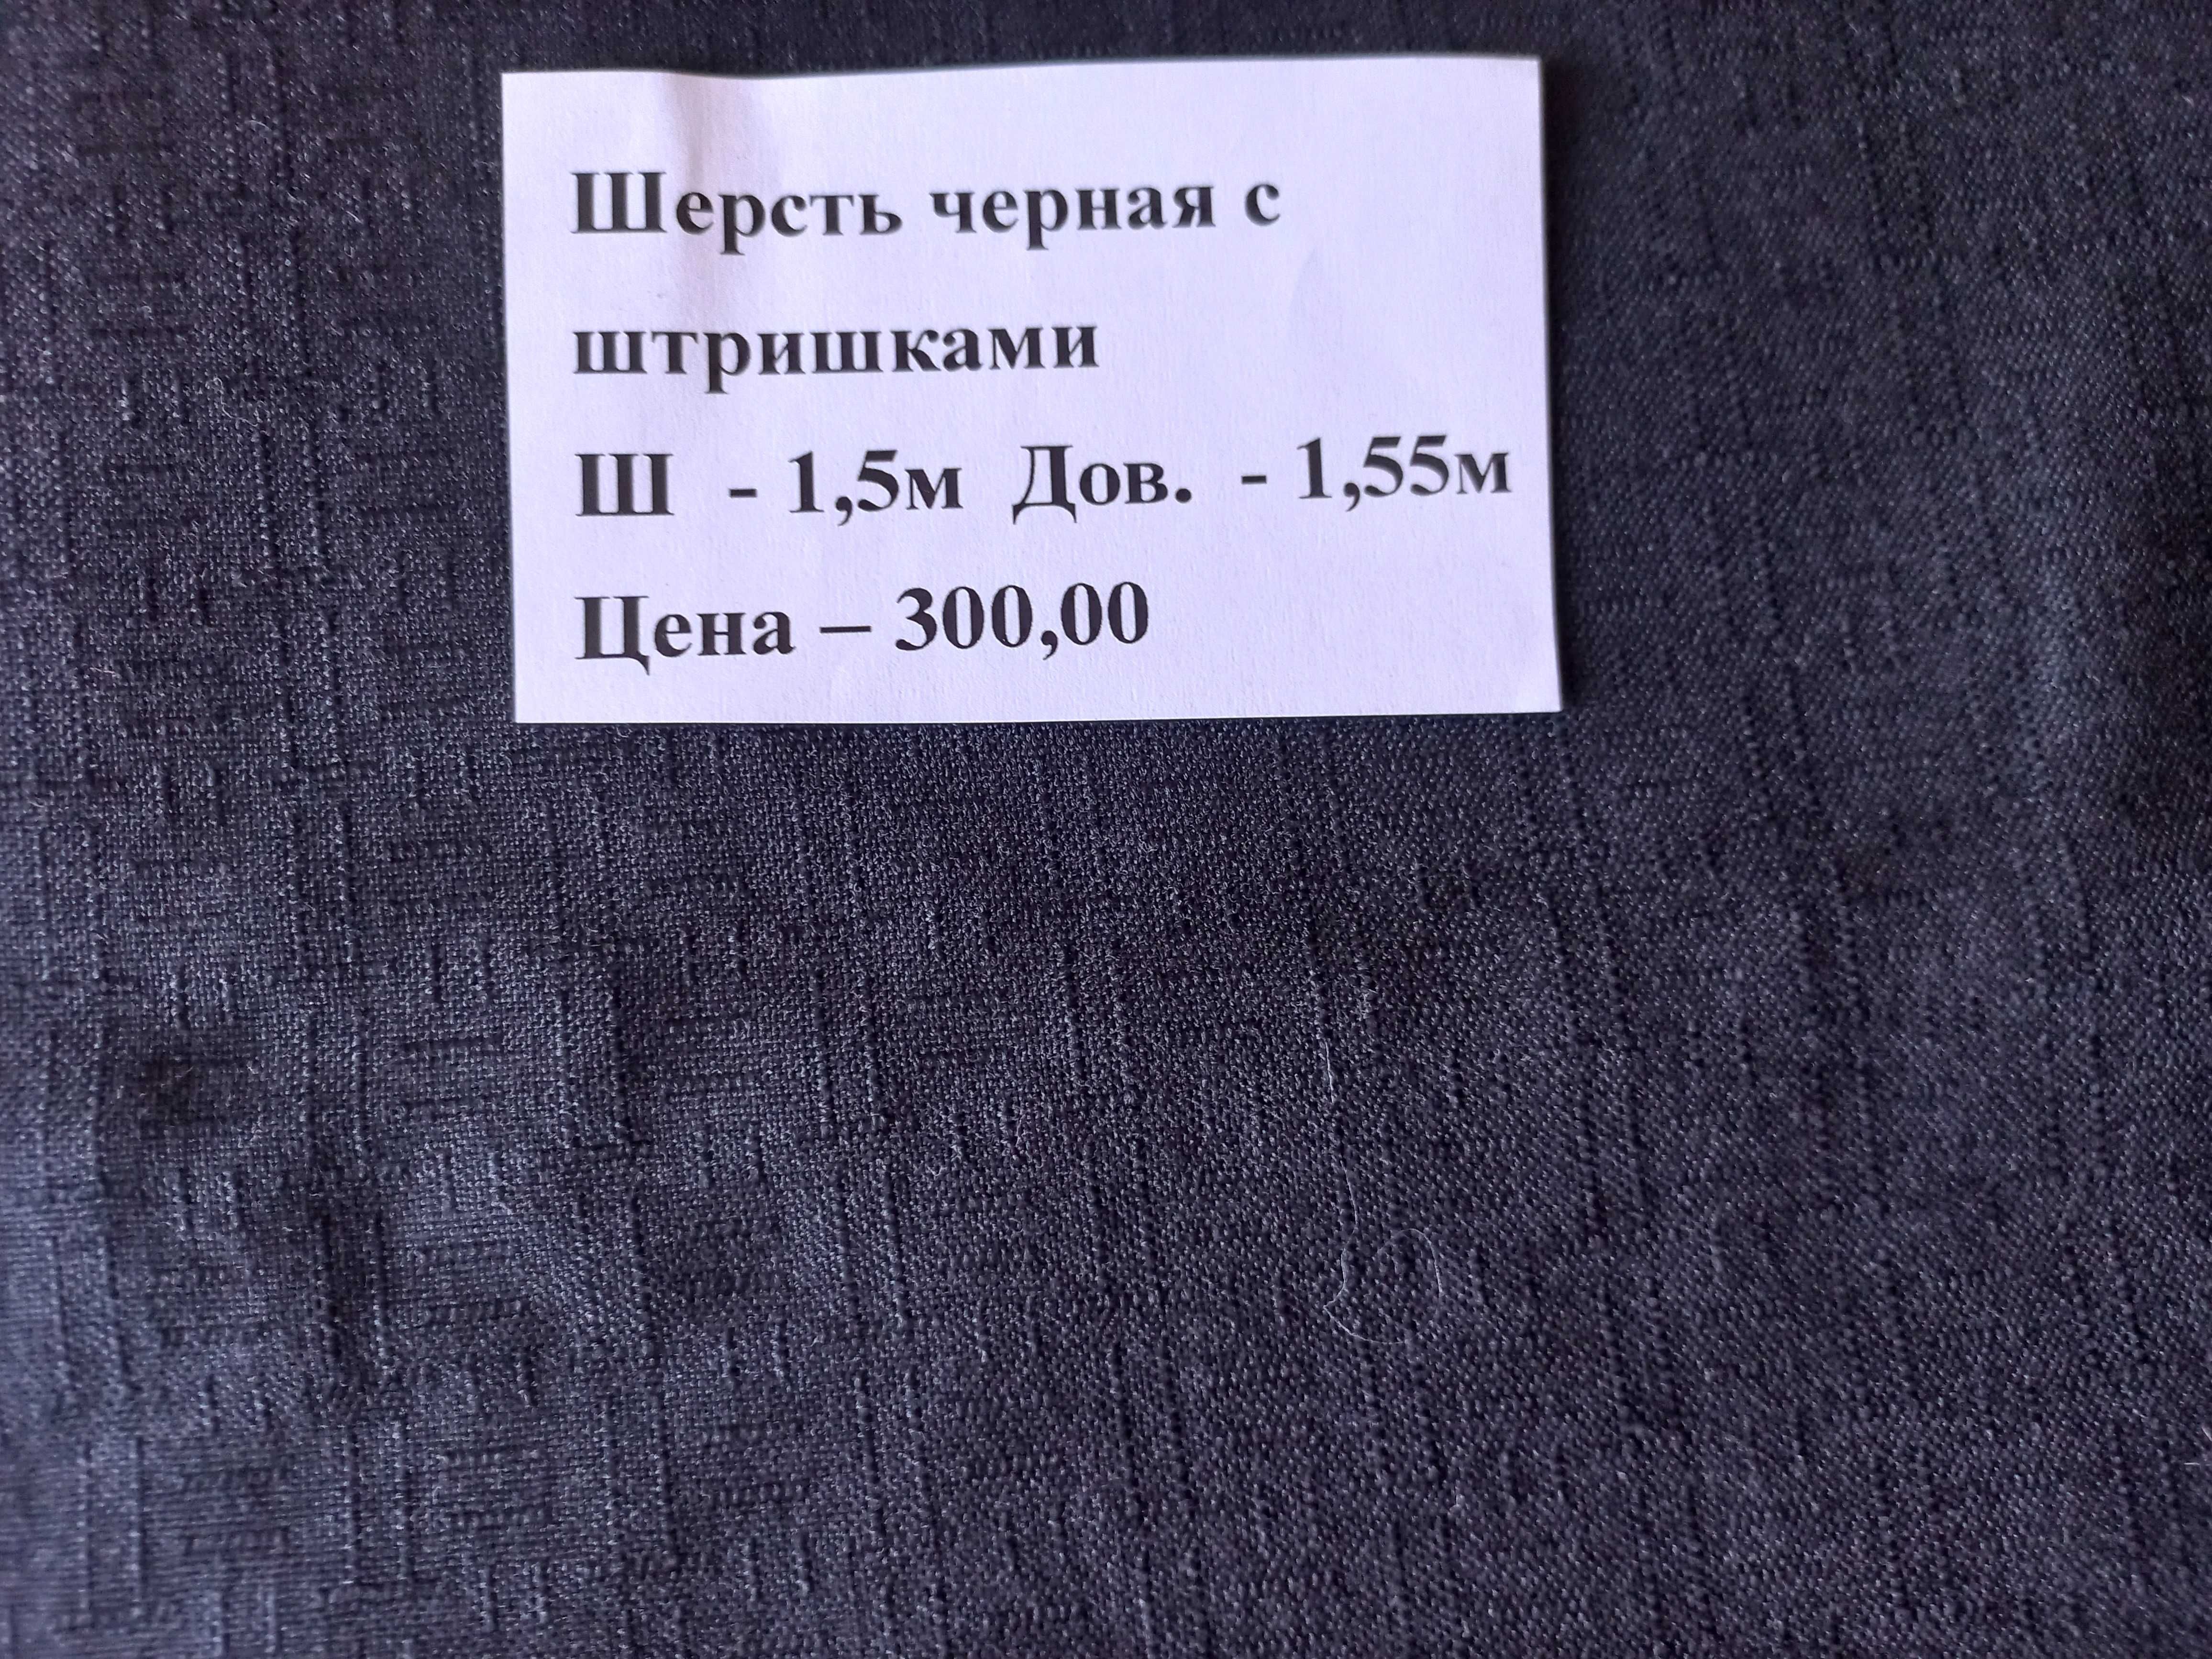 Шерсть черная с
штришками
Ш - 1,5м Дов. - 1,55м
Цена – 300,00